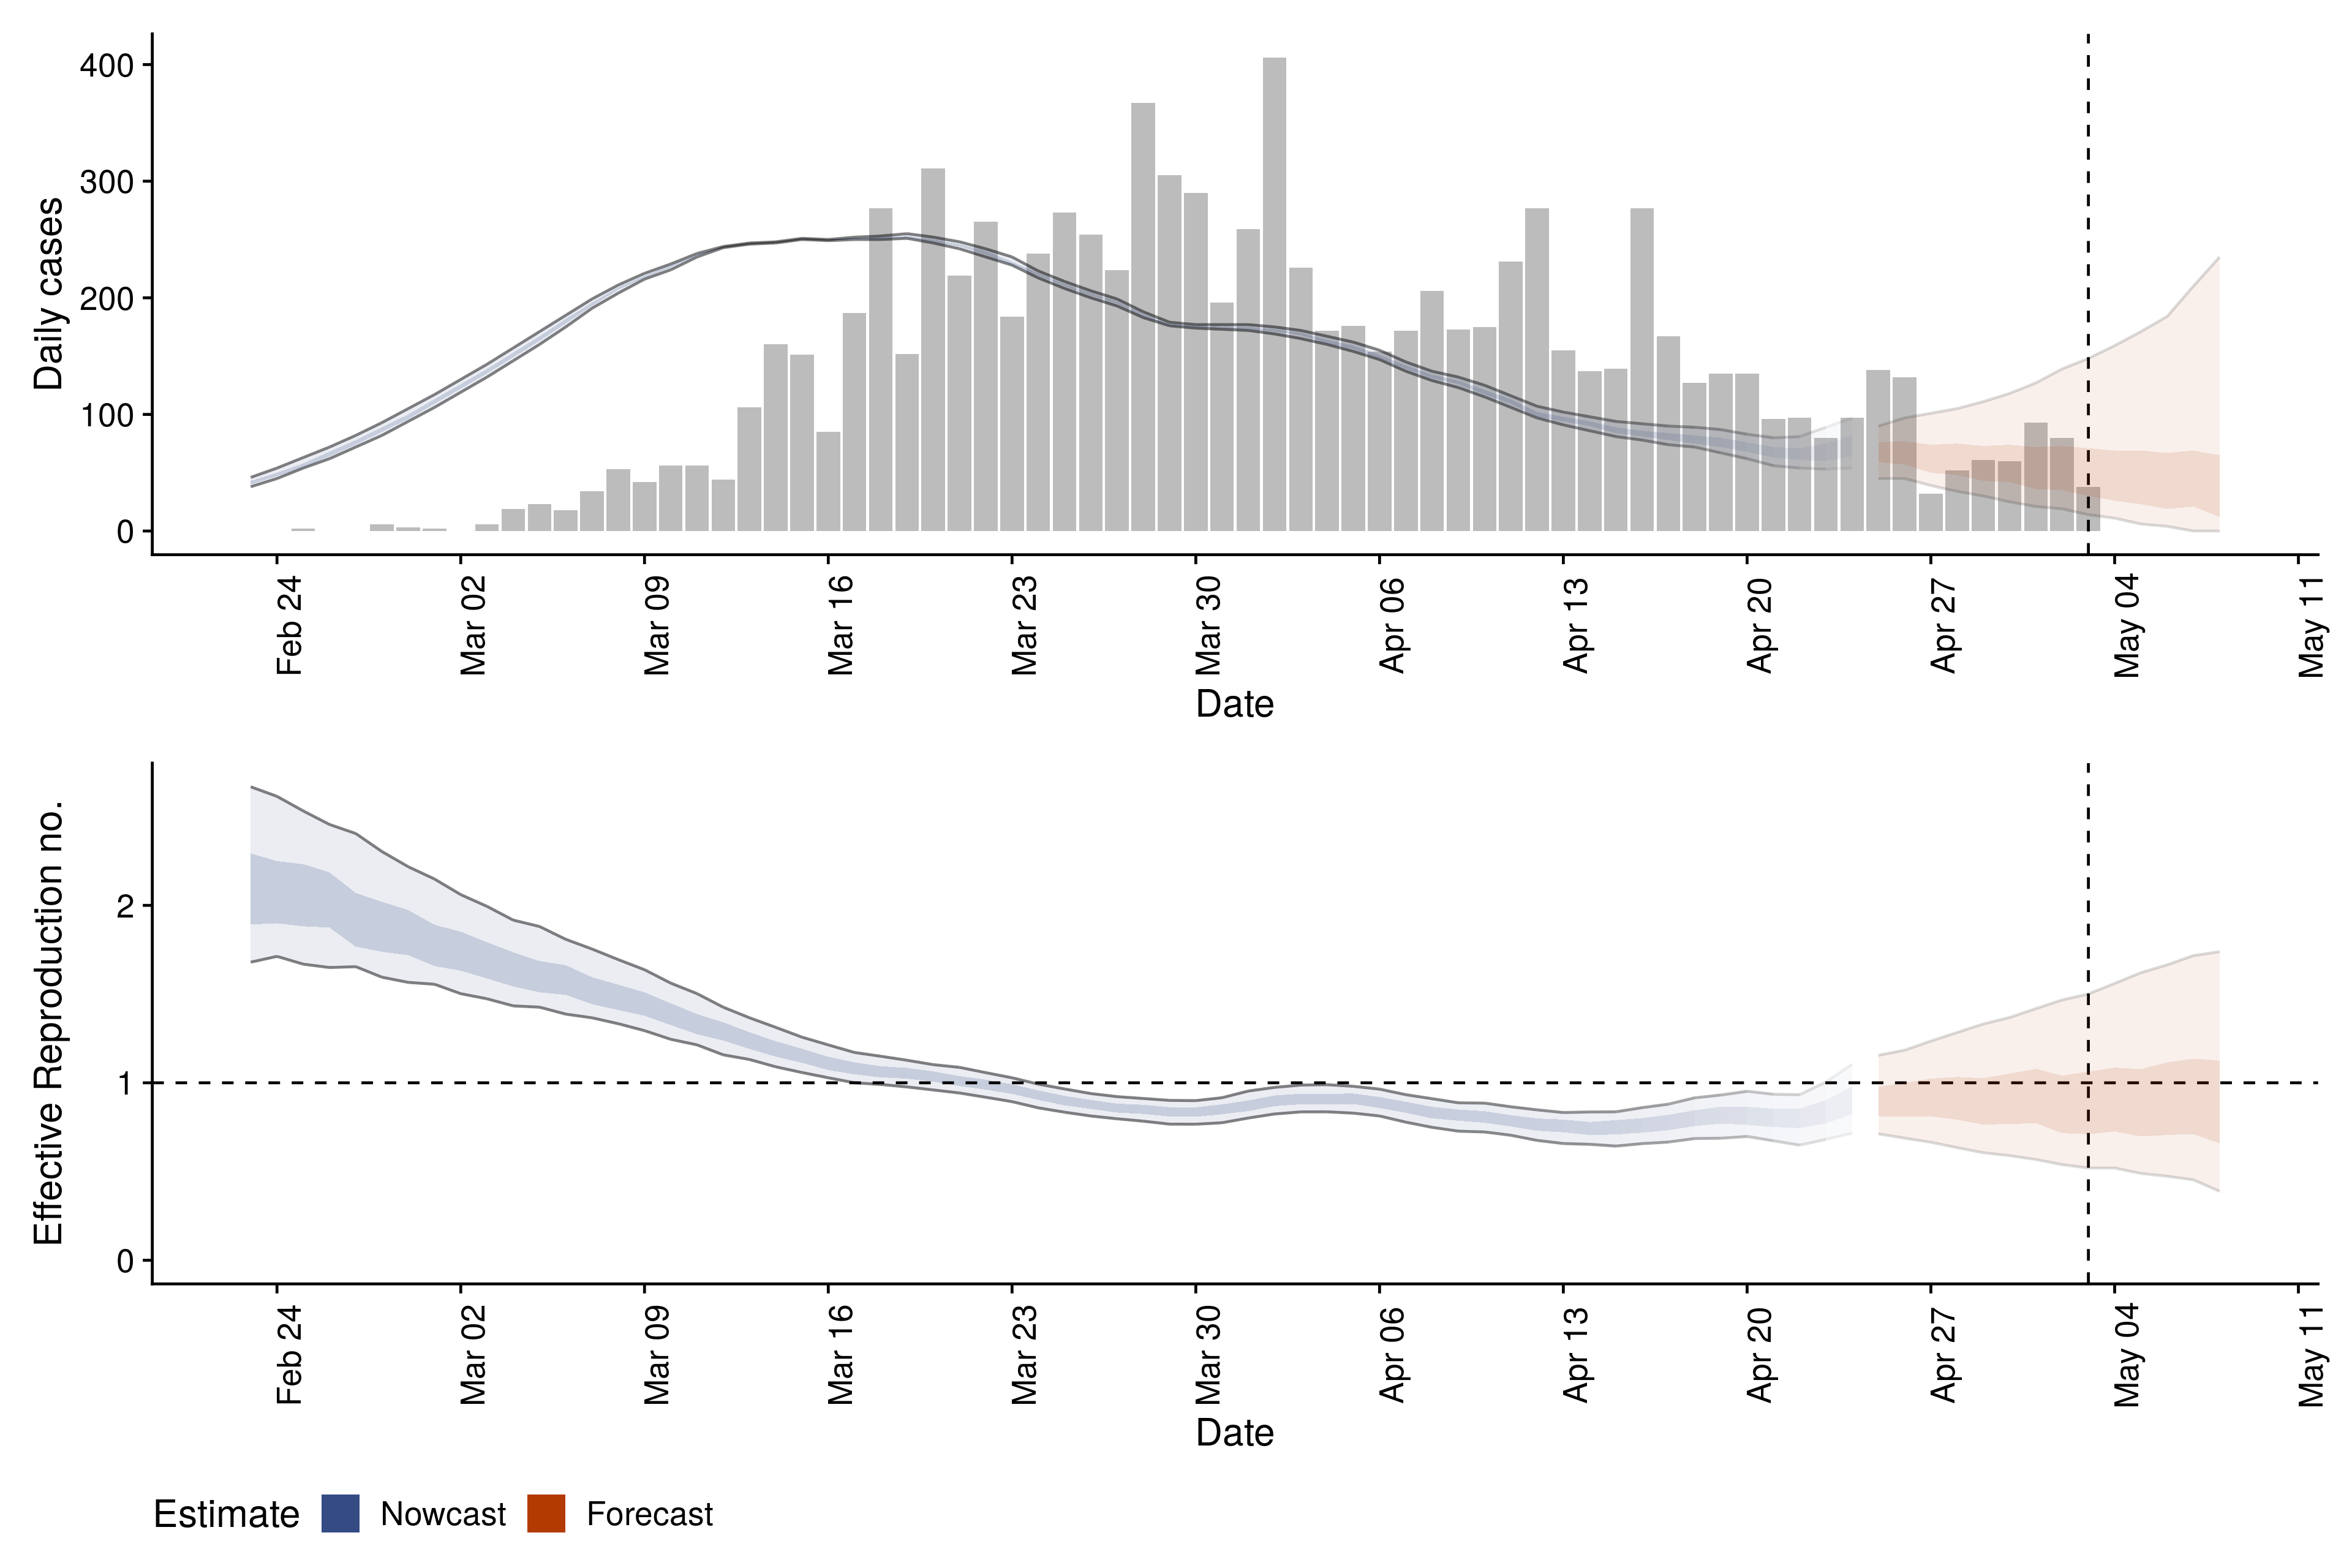 Daily cases
400
300
200
100
0
Feb 24
Mar 02
Mar 09
Mar 16
Mar 23
Mar 30
Apr 06
Apr 13
Apr 20
Apr 27
May 04
May 11
Date
Effective Reproduction no.
2
1
0
Feb 24
Mar 02
Mar 09
Mar 16
Mar 23
Mar 30
Apr 06
Apr 13
Apr 20
Apr 27
May 04
May 11
Date
Estimate Nowcast Forecast